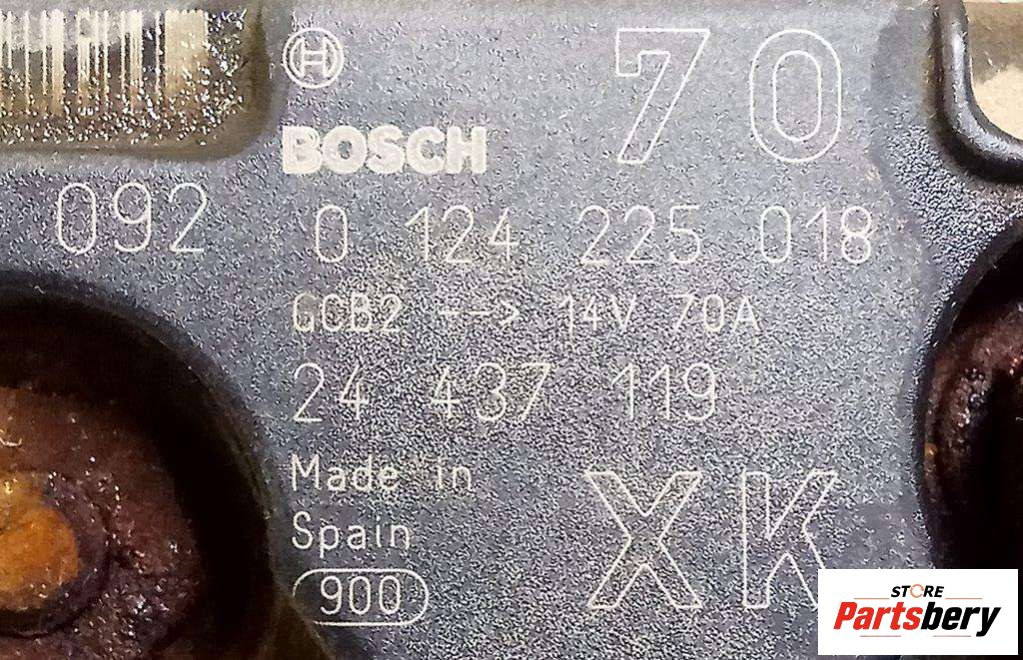 BOSCH 70
092 0 124 225 018
GCB2 --> 14V 70A
24 437 119
Made in
Spain
900 XK
STORE
Partsbery